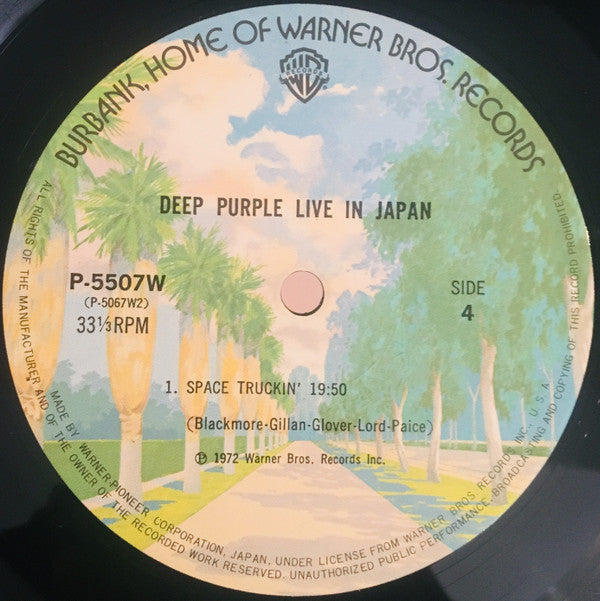 BURBANK, HOME OF WARNER BROS. RECORDS
RECORDS
DEEP PURPLE LIVE IN JAPAN
P-5507W
(P-5067W2)
33⅓RPM
SIDE
4
1. SPACE TRUCKIN' 19:50
(Blackmore-Gillan-Glover-Lord-Paice)
℗ 1972 Warner Bros. Records Inc.
MADE BY WARNER-PIONEER CORPORATION, JAPAN, UNDER LICENSE FROM WARNER BROS. RECORDS INC., U.S.A.
ALL RIGHTS OF THE MANUFACTURER AND OF THE OWNER OF THE RECORDED WORK RESERVED. UNAUTHORIZED PUBLIC PERFORMANCE, BROADCASTING AND COPYING OF THIS RECORD PROHIBITED.